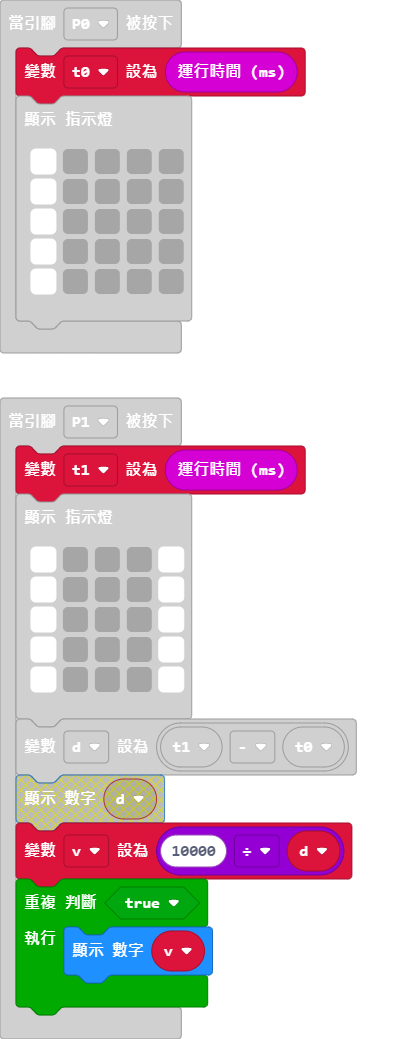 當引腳 P0 被按下
變數 t0 設為 運行時間 (ms)
顯示 指示燈
當引腳 P1 被按下
變數 t1 設為 運行時間 (ms)
顯示 指示燈
變數 d 設為 t1 - t0
顯示 數字 d
變數 v 設為 10000 ÷ d
重複 判斷 true
執行 顯示 數字 v